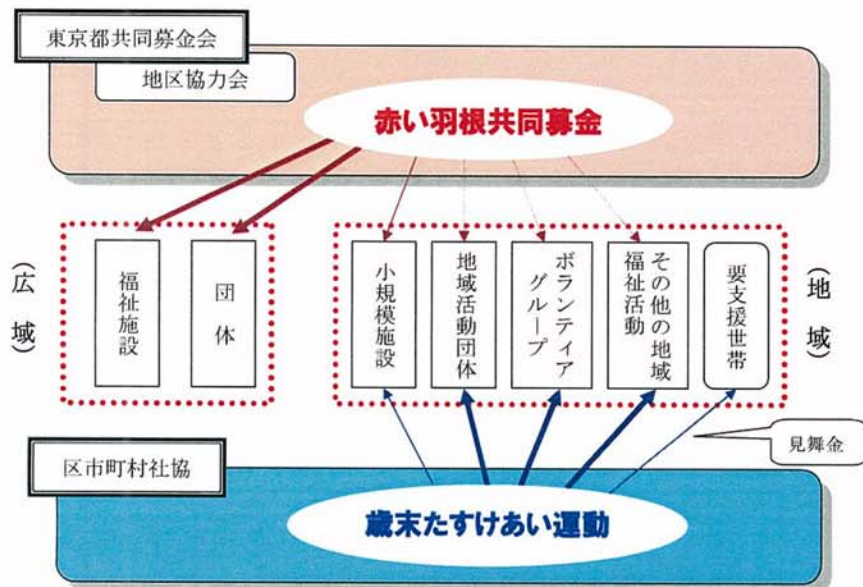 東京都共同募金会
地区協力会
赤い羽根共同募金
（広域）
福祉施設
団体
小規模施設
地域活動団体
ボランティア
グループ
その他の地域
福祉活動
要支援世帯
（地域）
見舞金
区市町村社協
歳末たすけあい運動